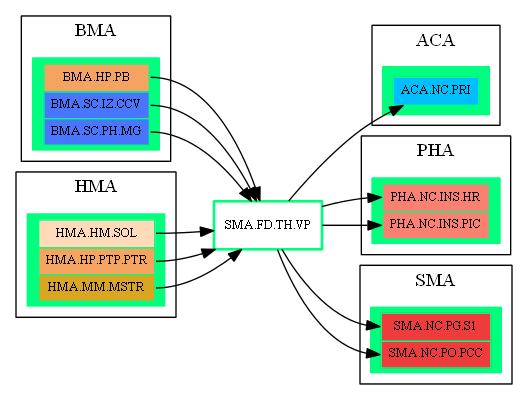 BMA
BMA.HP.PB
BMA.SC.IZ.CCV
BMA.SC.PH.MG
HMA
HMA.HM.SOL
HMA.HP.PTP.PTR
HMA.MM.MSTR
SMA.FD.TH.VP
ACA
ACA.NC.PRI
PHA
PHA.NC.INS.HR
PHA.NC.INS.PIC
SMA
SMA.NC.PG.S1
SMA.NC.PO.PCC